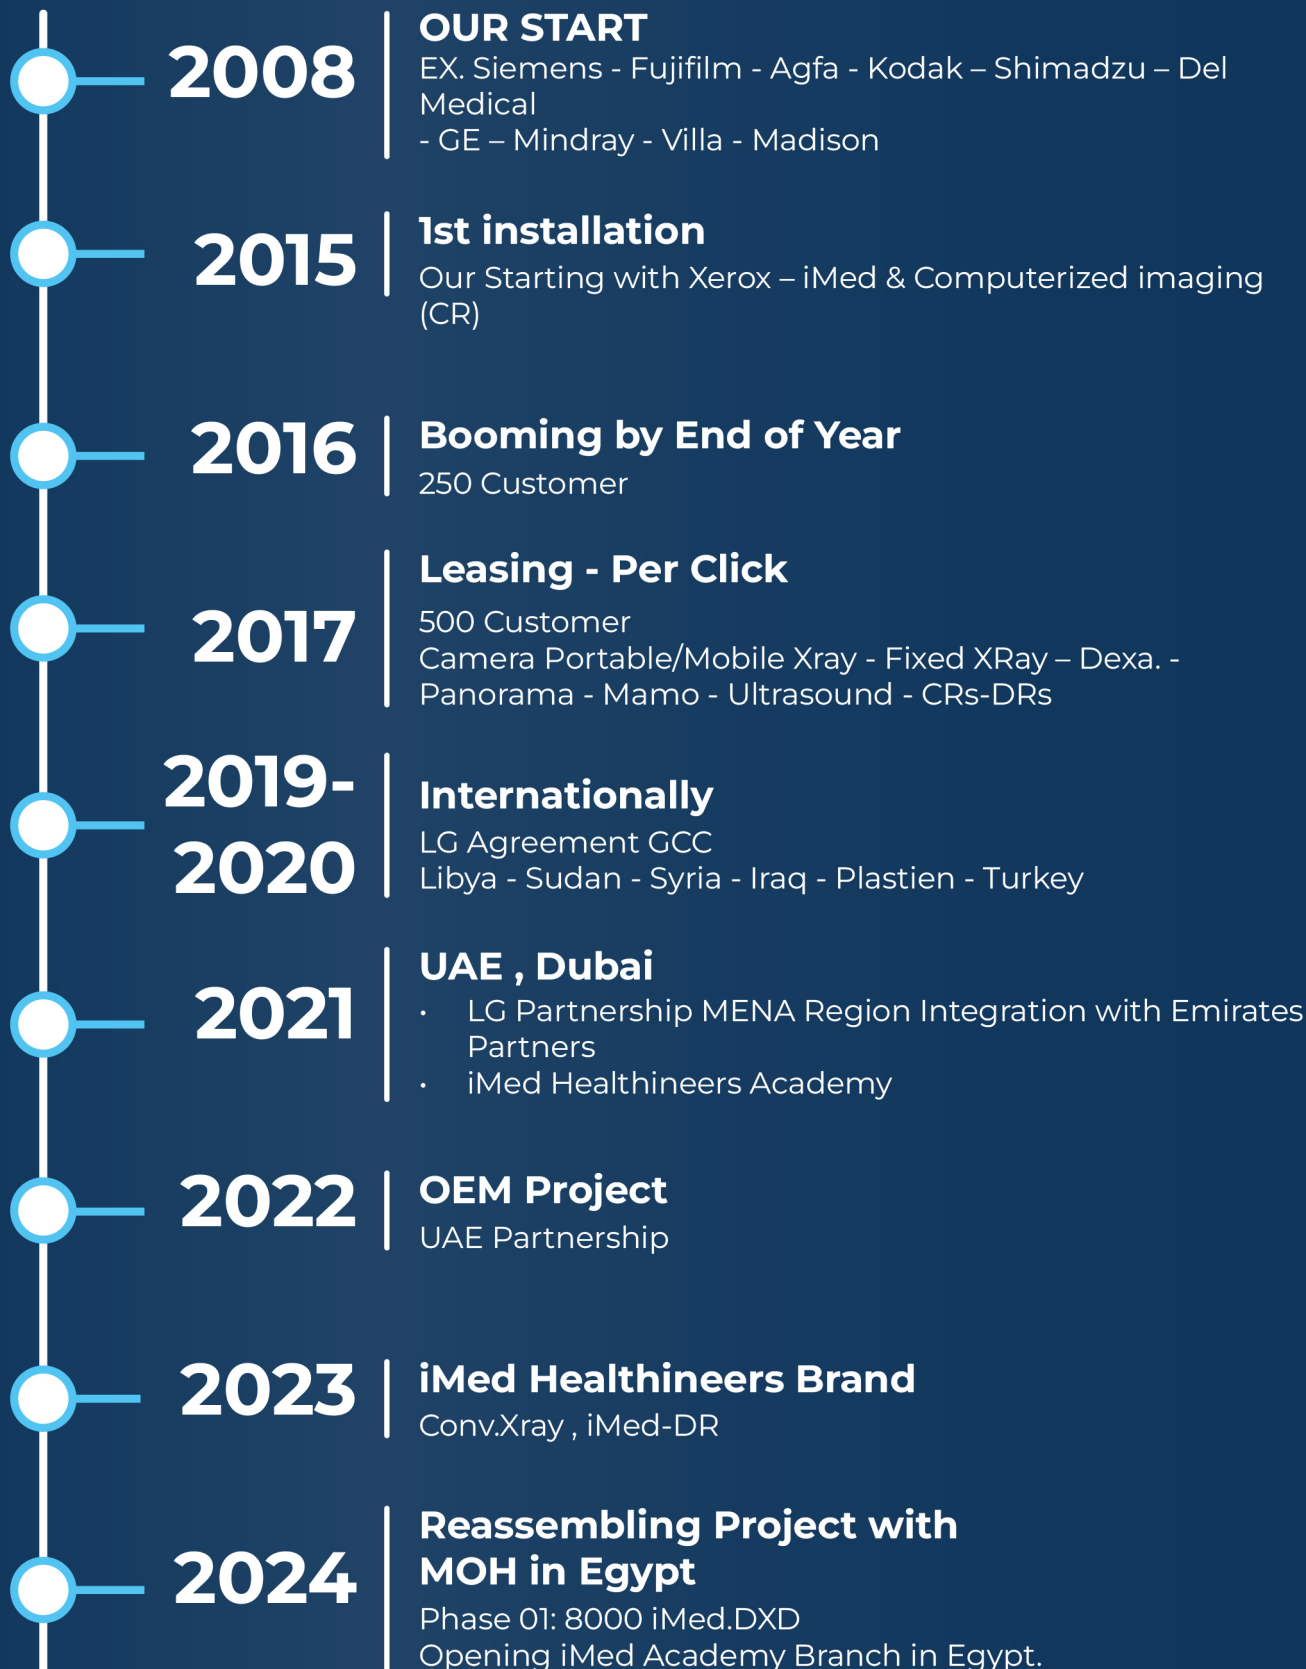 2008
OUR START
EX. Siemens - Fujifilm - Agfa - Kodak – Shimadzu – Del
Medical
- GE – Mindray - Villa - Madison
2015
1st installation
Our Starting with Xerox – iMed & Computerized imaging
(CR)
2016
Booming by End of Year
250 Customer
2017
Leasing - Per Click
500 Customer
Camera Portable/Mobile Xray - Fixed XRay – Dexa. -
Panorama - Mamo - Ultrasound - CRs-DRs
2019-
2020
Internationally
LG Agreement GCC
Libya - Sudan - Syria - Iraq - Plastien - Turkey
2021
UAE , Dubai
• LG Partnership MENA Region Integration with Emirates
Partners
• iMed Healthineers Academy
2022
OEM Project
UAE Partnership
2023
iMed Healthineers Brand
Conv.Xray , iMed-DR
2024
Reassembling Project with
MOH in Egypt
Phase 01: 8000 iMed.DXD
Opening iMed Academy Branch in Egypt.